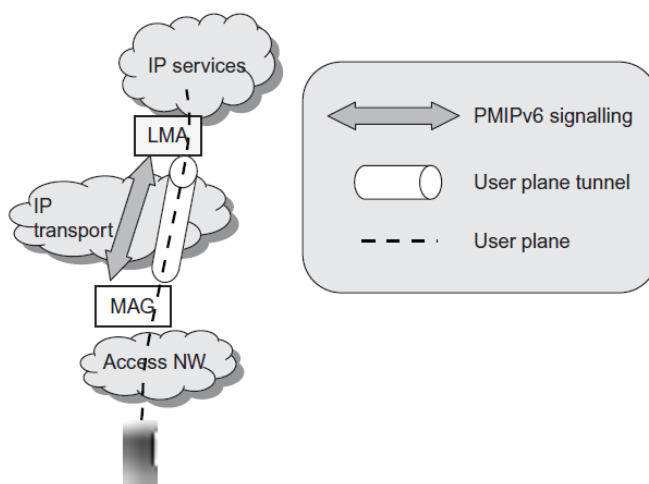 IP services
LMA
IP
transport
MAG
Access NW
PMIPv6 signalling
User plane tunnel
User plane